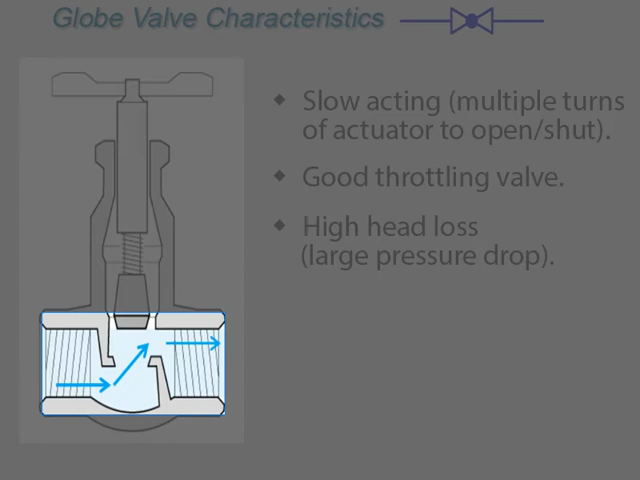 Globe Valve Characteristics
◆ Slow acting (multiple turns
of actuator to open/shut).
◆ Good throttling valve.
◆ High head loss
(large pressure drop).